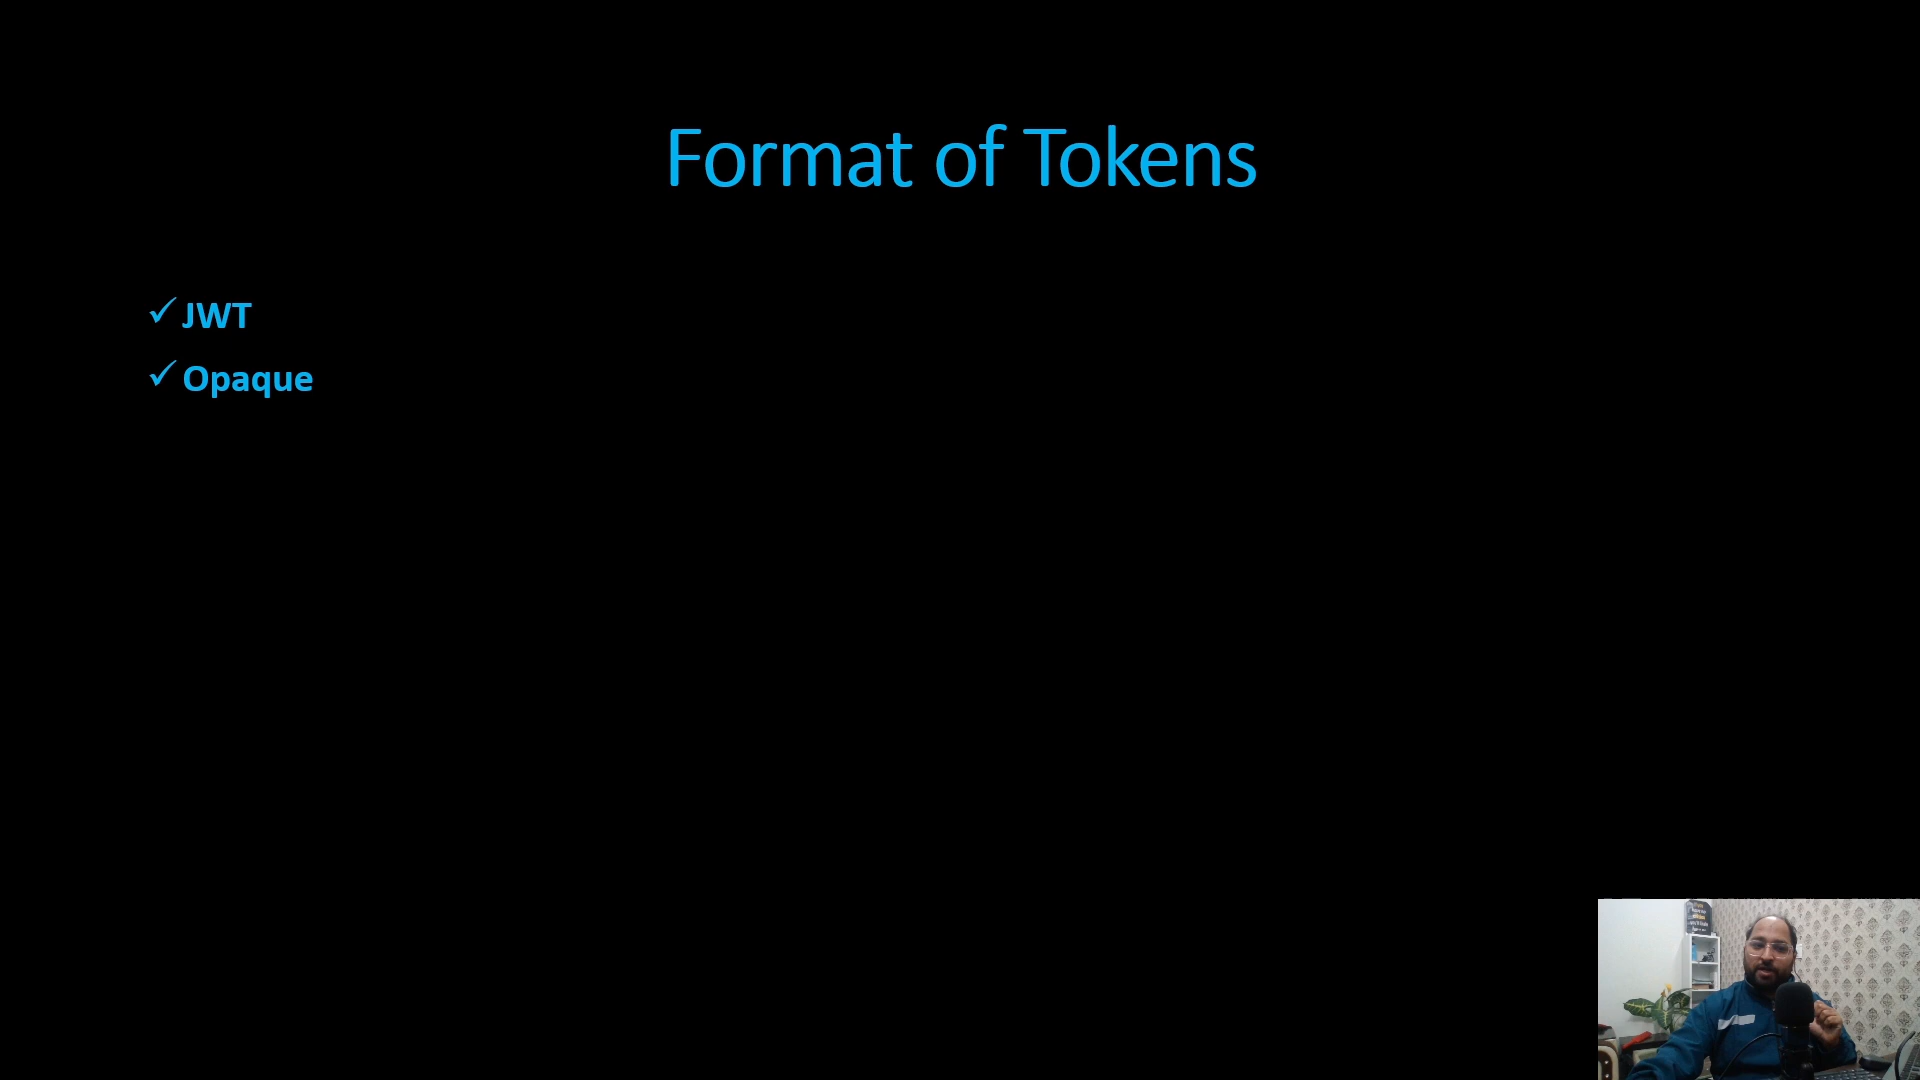 Format of Tokens
✓ JWT
✓ Opaque